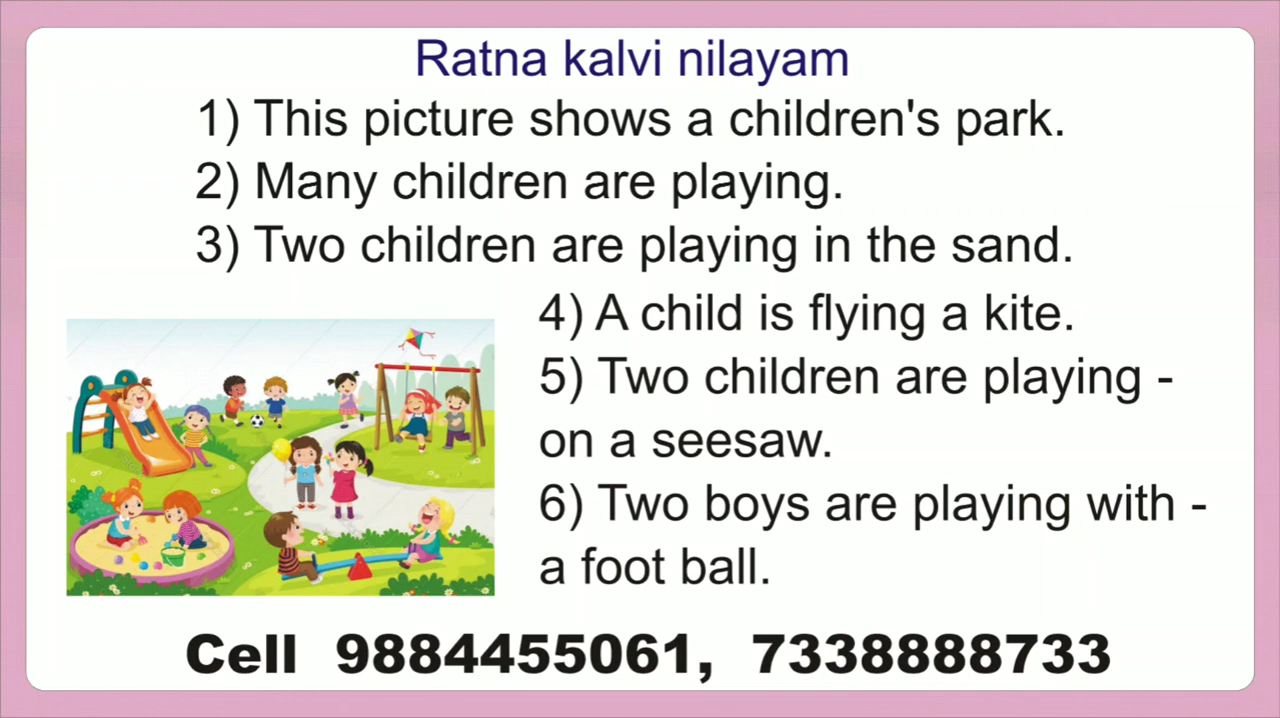 Ratna kalvi nilayam
1) This picture shows a children's park.
2) Many children are playing.
3) Two children are playing in the sand.
4) A child is flying a kite.
5) Two children are playing -
on a seesaw.
6) Two boys are playing with -
a foot ball.
Cell 9884455061, 7338888733